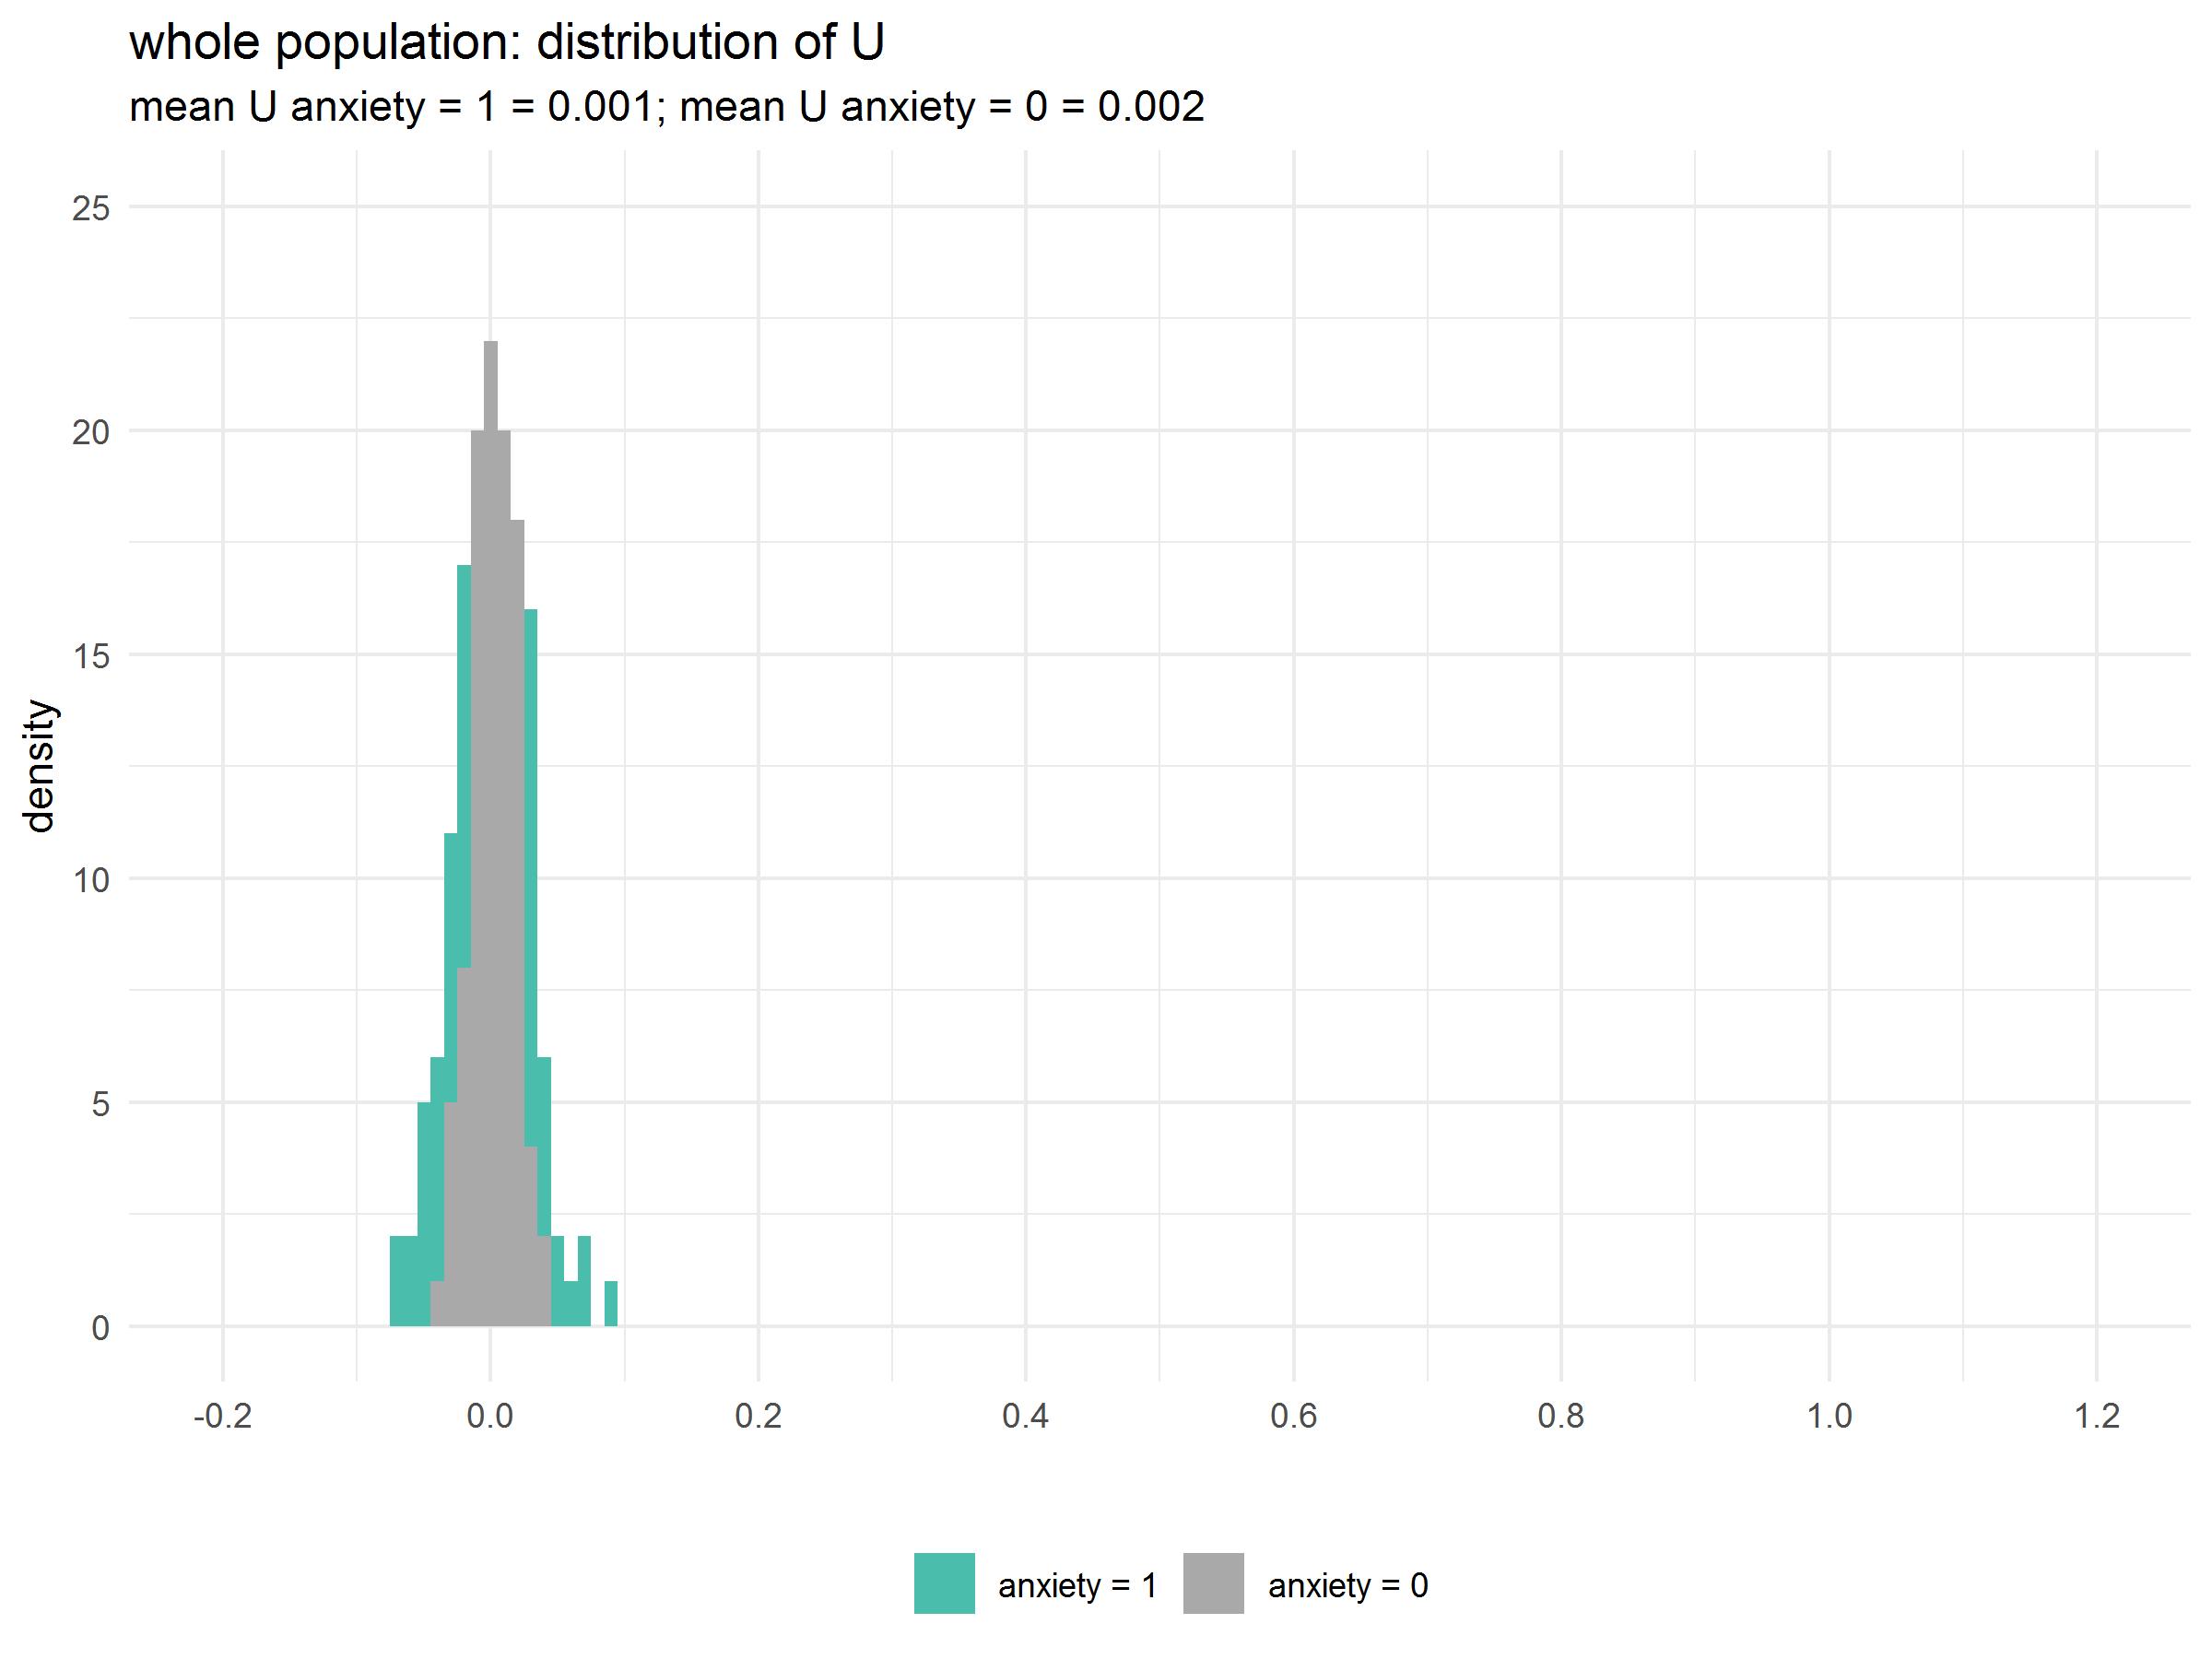 whole population: distribution of U
mean U anxiety = 1 = 0.001; mean U anxiety = 0 = 0.002
density
25
20
15
10
5
0
-0.2 0.0 0.2 0.4 0.6 0.8 1.0 1.2
anxiety = 1 anxiety = 0